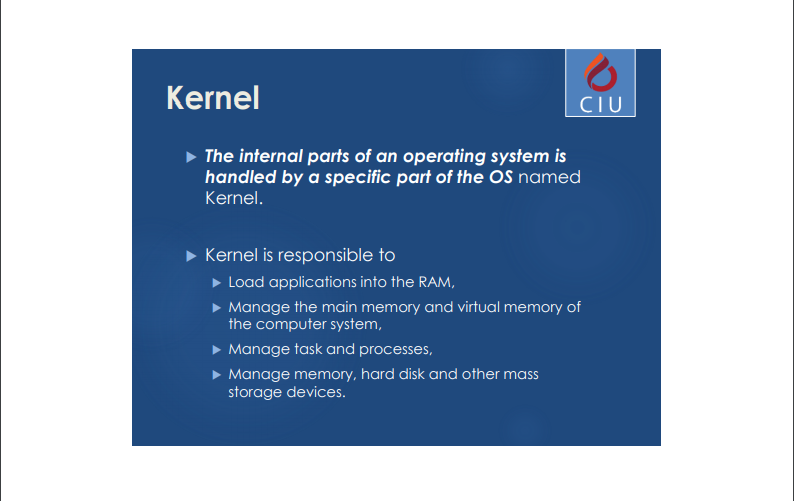 Kernel
CIU
The internal parts of an operating system is
handled by a specific part of the OS named
Kernel.
Kernel is responsible to
Load applications into the RAM,
Manage the main memory and virtual memory of
the computer system,
Manage task and processes,
Manage memory, hard disk and other mass
storage devices.